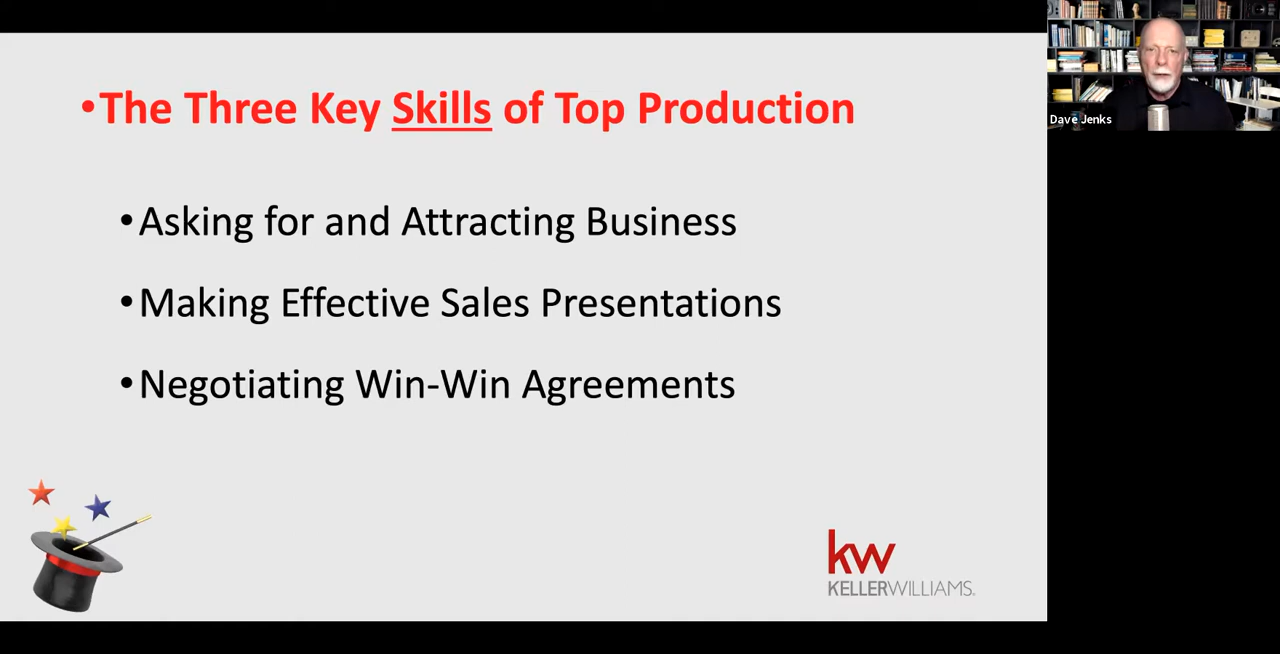 •The Three Key Skills of Top Production
•Asking for and Attracting Business
•Making Effective Sales Presentations
•Negotiating Win-Win Agreements
kw
KELLERWILLIAMS.
Dave Jenks